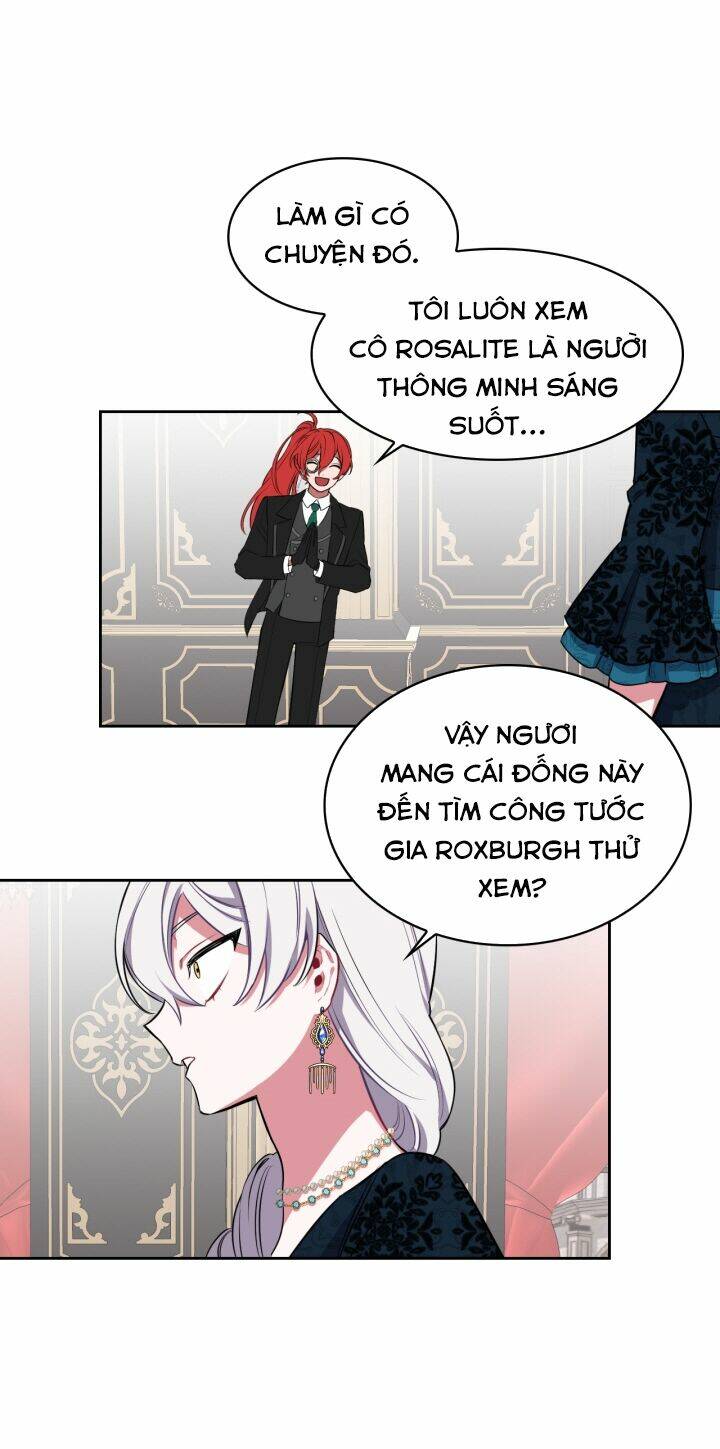 LÀM GÌ CÓ
CHUYỆN ĐÓ.
TÔI LUÔN XEM
CÔ ROSALITE LÀ NGƯỜI
THÔNG MINH SÁNG
SUỐT...
VẬY NGƯƠI
MANG CÁI ĐỐNG NÀY
ĐẾN TÌM CÔNG TƯỚC
GIA ROXBURGH THỬ
XEM?